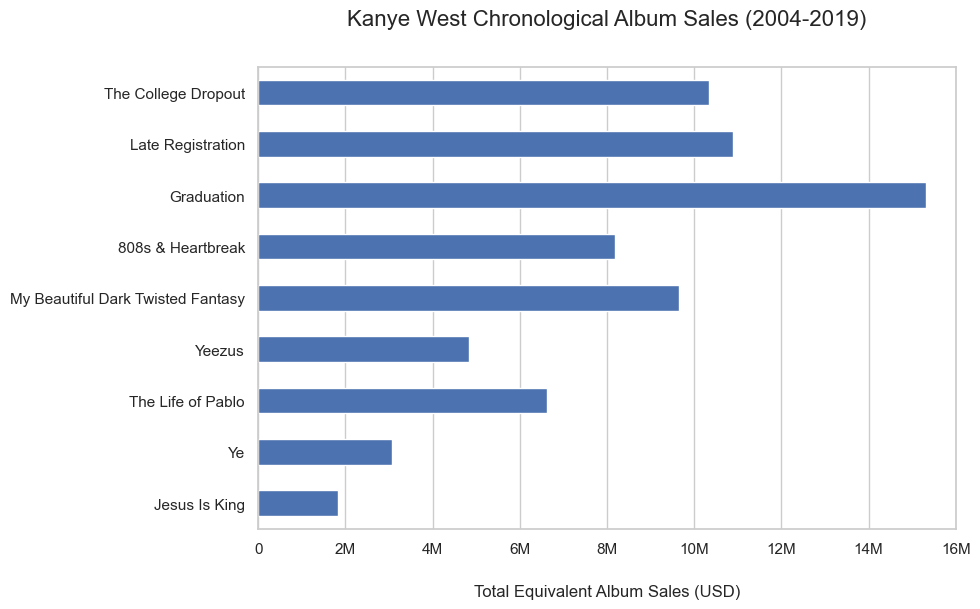 Kanye West Chronological Album Sales (2004-2019)
The College Dropout
Late Registration
Graduation
808s & Heartbreak
My Beautiful Dark Twisted Fantasy
Yeezus
The Life of Pablo
Ye
Jesus Is King
0 2M 4M 6M 8M 10M 12M 14M 16M
Total Equivalent Album Sales (USD)